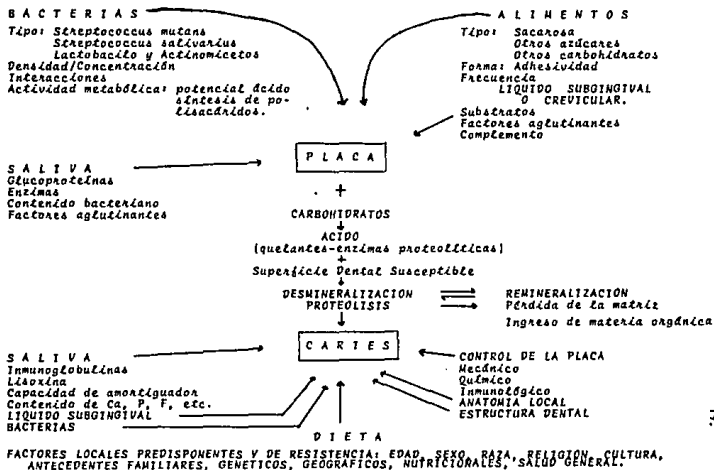 BACTERIAS
Tipo: Streptococcus mutans
Streptococcus salivarius
Lactobacilo y Actinomicetos
Densidad/Concentración
Interacciones
Actividad metabólica: potencial ácido
síntesis de po-
lisacáridos.
ALIMENTOS
Tipo: Sacarosa
Otros azúcares
Otros carbohidratos
Forma: Adhesividad
Frecuencia
LIQUIDO SUBGINGIVAL
O CREVICULAR.
Substratos
Factores aglutinantes
Complemento
PLACA
SALIVA
Glucoproteínas
Enzimas
Contenido bacteriano
Factores aglutinantes
+
CARBOHIDRATOS
ACIDO
(quelantes-enzimas proteolíticas)
+
Superficie Dental Susceptible
DESMINERALIZACION
PROTEOLISIS
REMINERALIZACIÓN
Pérdida de la matriz
Ingreso de materia orgánica
CARIES
SALIVA
Inmunoglobulinas
Lisoxina
Capacidad de amortiguador
Contenido de Ca, P, F, etc.
LIQUIDO SUBGINGIVAL
BACTERIAS
CONTROL DE LA PLACA
Mecánico
Químico
Inmunológico
ANATOMIA LOCAL
ESTRUCTURA DENTAL
DIETA
FACTORES LOCALES PREDISPONENTES Y DE RESISTENCIA: EDAD, SEXO, RAZA, RELIGION, CULTURA,
ANTECEDENTES FAMILIARES, GENETICOS, GEOGRAFICOS, NUTRICIONALES, SALUD GENERAL.